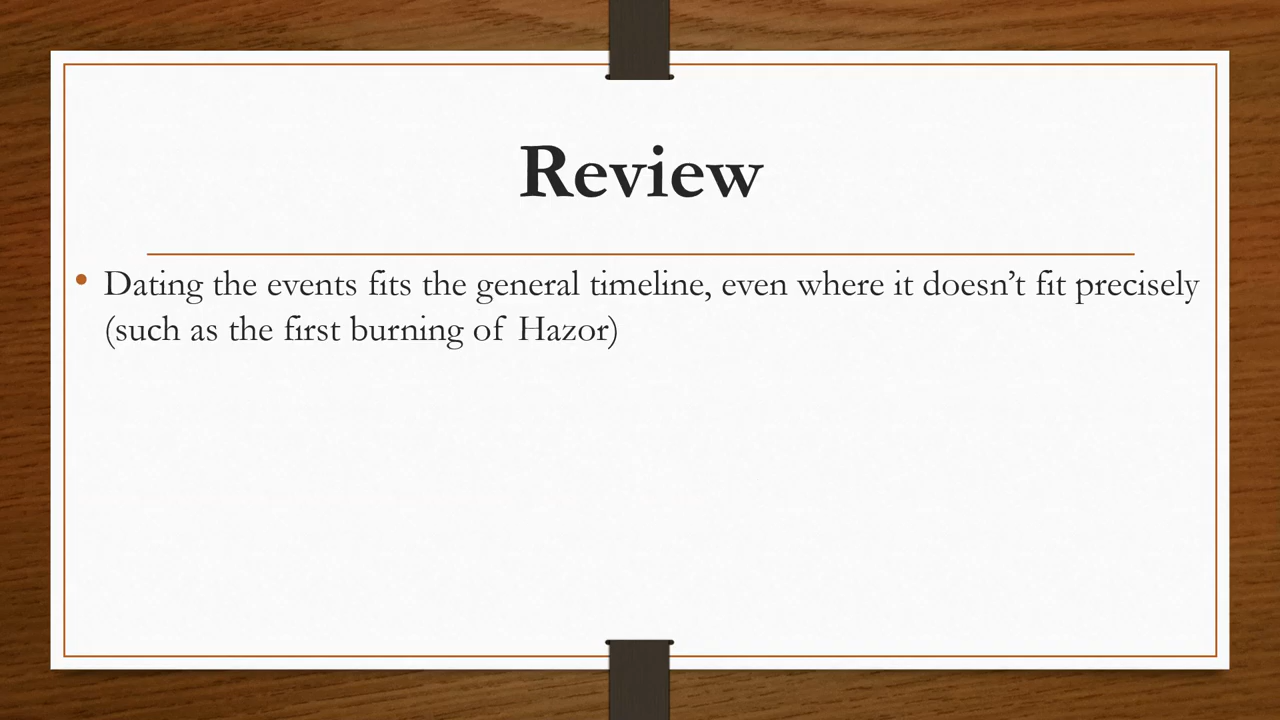 Review
• Dating the events fits the general timeline, even where it doesn’t fit precisely
(such as the first burning of Hazor)